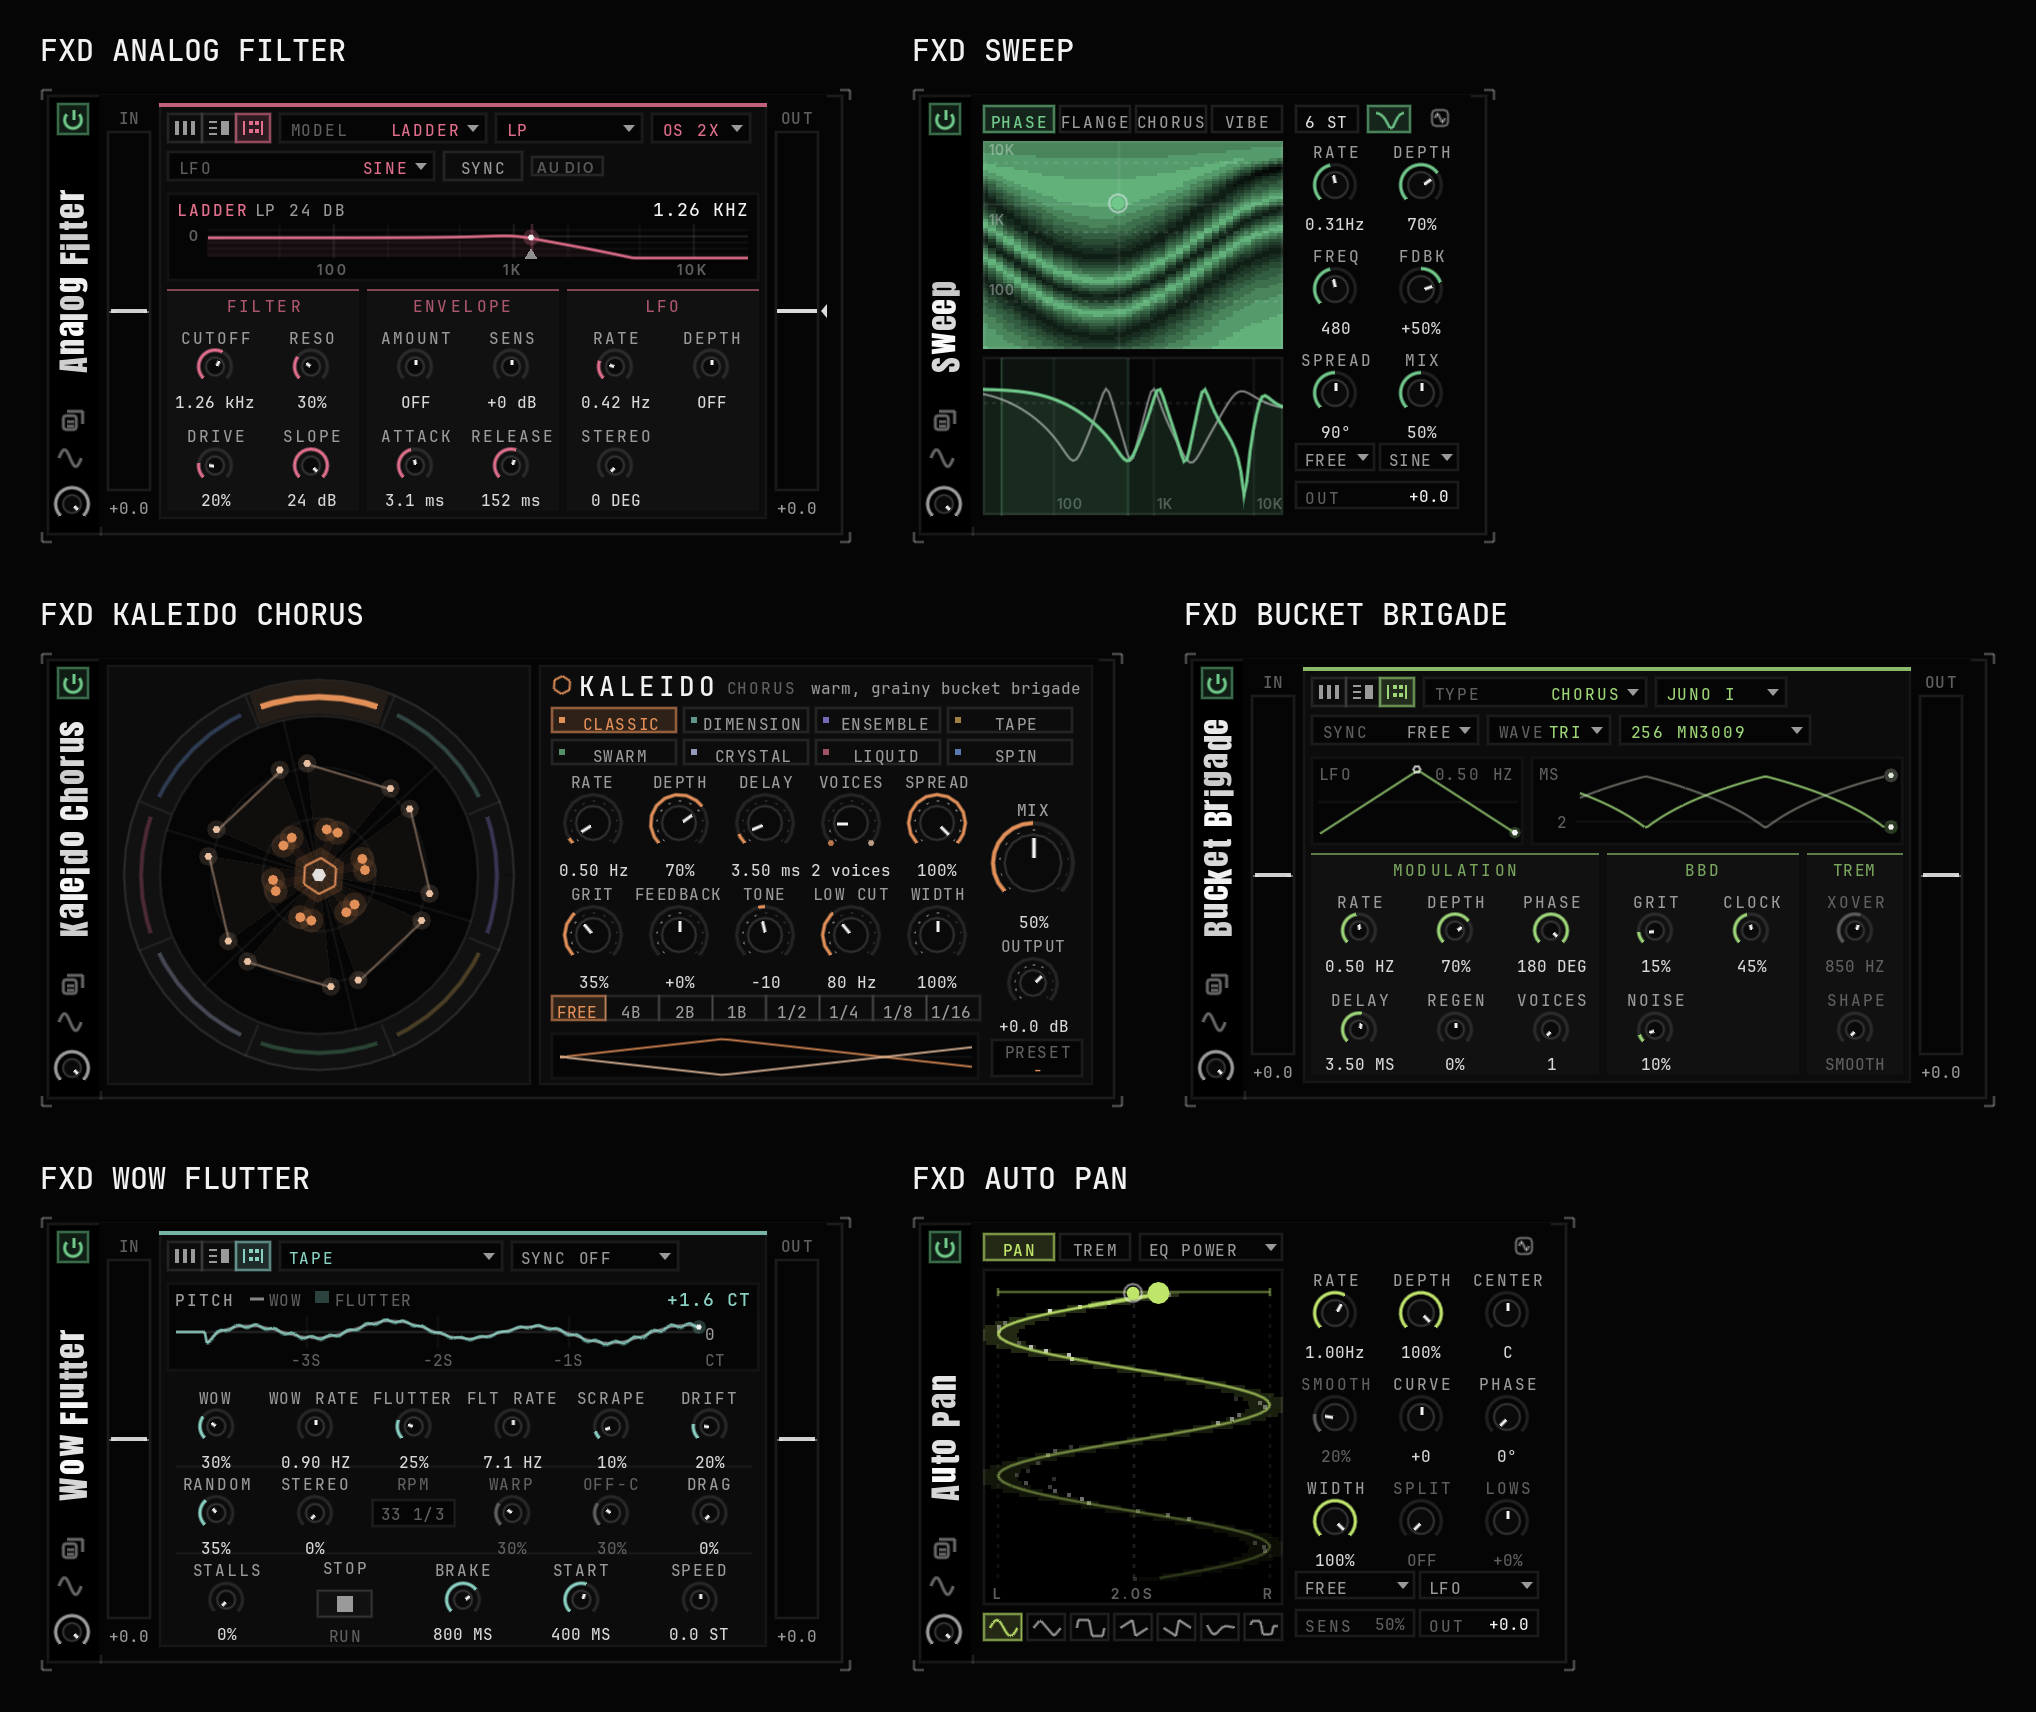 FXD ANALOG FILTER
Analog Filter
IN
+0.0
MODEL LADDER LP OS 2X
LFO SINE SYNC AUDIO
LADDER LP 24 DB 1.26 KHZ
0
100 1K 10K
FILTER ENVELOPE LFO
CUTOFF RESO AMOUNT SENS RATE DEPTH
1.26 kHz 30% OFF +0 dB 0.42 Hz OFF
DRIVE SLOPE ATTACK RELEASE STEREO
20% 24 dB 3.1 ms 152 ms 0 DEG
OUT
+0.0
FXD SWEEP
Sweep
PHASE FLANGE CHORUS VIBE 6 ST
10K
1K
100
100 1K 10K
RATE DEPTH
0.31Hz 70%
FREQ FDBK
480 +50%
SPREAD MIX
90° 50%
FREE SINE
OUT +0.0
FXD KALEIDO CHORUS
Kaleido Chorus
KALEIDO CHORUS warm, grainy bucket brigade
CLASSIC DIMENSION ENSEMBLE TAPE
SWARM CRYSTAL LIQUID SPIN
RATE DEPTH DELAY VOICES SPREAD
0.50 Hz 70% 3.50 ms 2 voices 100%
GRIT FEEDBACK TONE LOW CUT WIDTH
35% +0% -10 80 Hz 100%
FREE 4B 2B 1B 1/2 1/4 1/8 1/16
MIX
50%
OUTPUT
+0.0 dB
PRESET
-
FXD BUCKET BRIGADE
Bucket Brigade
IN
+0.0
TYPE CHORUS JUNO I
SYNC FREE WAVE TRI 256 MN3009
LFO 0.50 HZ MS
2
MODULATION BBD TREM
RATE DEPTH PHASE GRIT CLOCK XOVER
0.50 HZ 70% 180 DEG 15% 45% 850 HZ
DELAY REGEN VOICES NOISE SHAPE
3.50 MS 0% 1 10% SMOOTH
OUT
+0.0
FXD WOW FLUTTER
Wow Flutter
IN
+0.0
TAPE SYNC OFF
PITCH WOW FLUTTER +1.6 CT
0
-3S -2S -1S CT
WOW WOW RATE FLUTTER FLT RATE SCRAPE DRIFT
30% 0.90 HZ 25% 7.1 HZ 10% 20%
RANDOM STEREO RPM WARP OFF-C DRAG
33 1/3
35% 0% 30% 30% 0%
STALLS STOP BRAKE START SPEED
0% RUN 800 MS 400 MS 0.0 ST
OUT
+0.0
FXD AUTO PAN
Auto Pan
PAN TREM EQ POWER
L 2.0S R
RATE DEPTH CENTER
1.00Hz 100% C
SMOOTH CURVE PHASE
20% +0 0°
WIDTH SPLIT LOWS
100% OFF +0%
FREE LFO
SENS 50% OUT +0.0